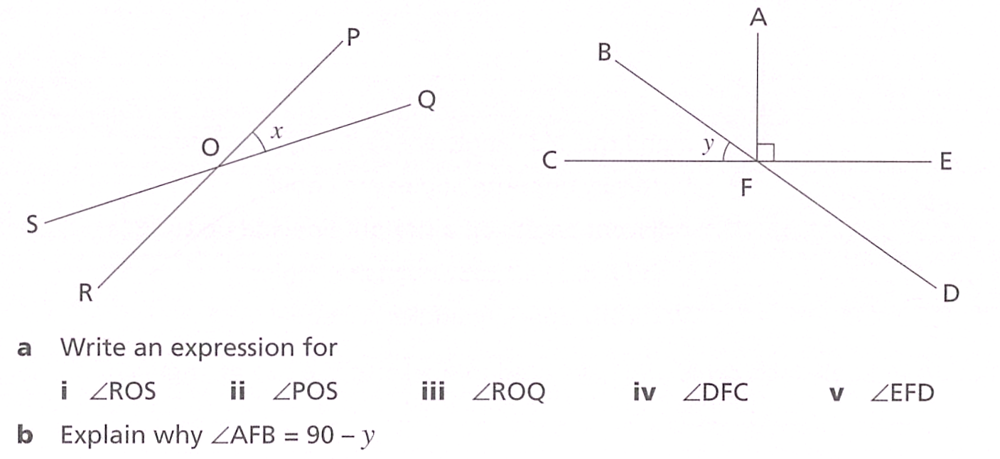 A
P
B
Q
x
O
y
C
E
F
S
R
D
a Write an expression for
i ∠ROS ii ∠POS iii ∠ROQ iv ∠DFC v ∠EFD
b Explain why ∠AFB = 90 – y